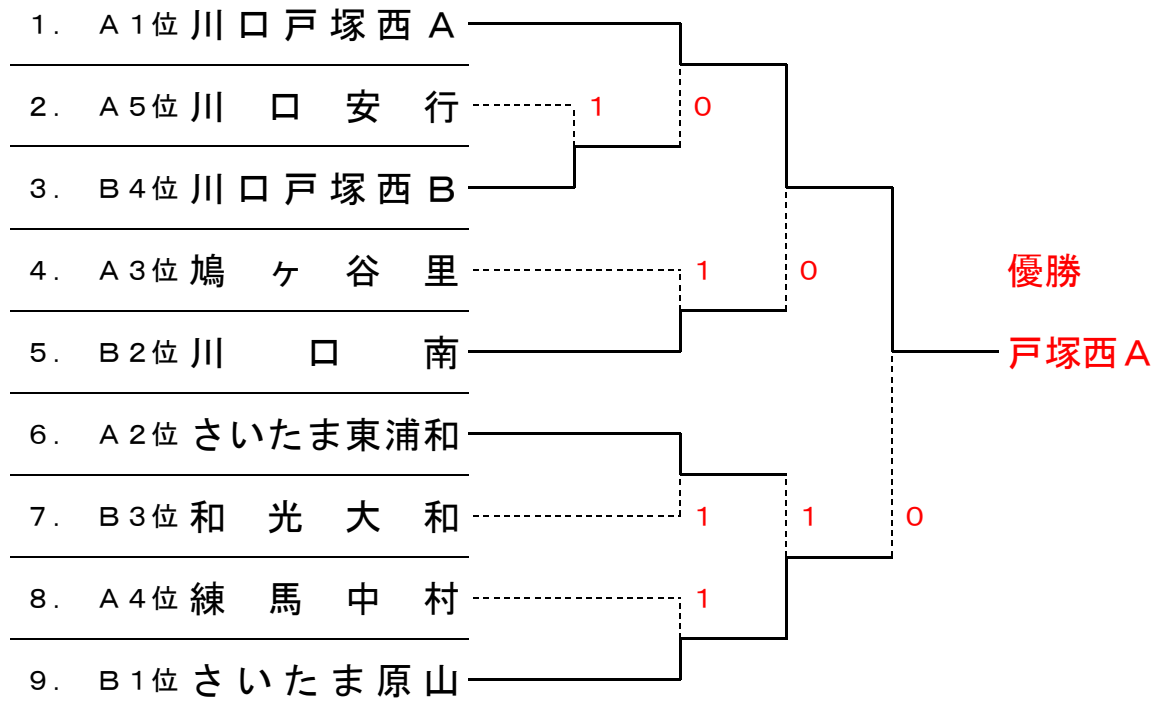 １． Ａ１位 川口戸塚西Ａ
２． Ａ５位 川口安行 １ ０
３． Ｂ４位 川口戸塚西Ｂ
４． Ａ３位 鳩ヶ谷里 １ ０ 優勝
５． Ｂ２位 川口南 戸塚西Ａ
６． Ａ２位 さいたま東浦和
７． Ｂ３位 和光大和 １ １ ０
８． Ａ４位 練馬中村 １
９． Ｂ１位 さいたま原山